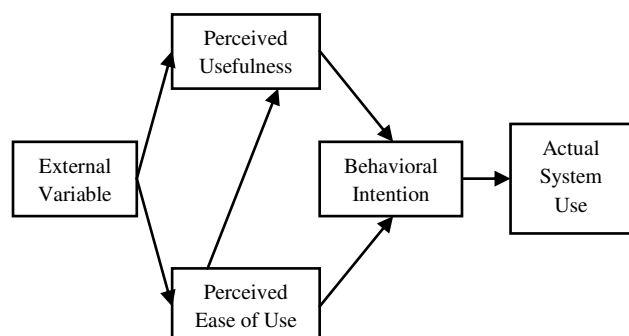 Perceived
Usefulness
External
Variable
Behavioral
Intention
Actual
System
Use
Perceived
Ease of Use